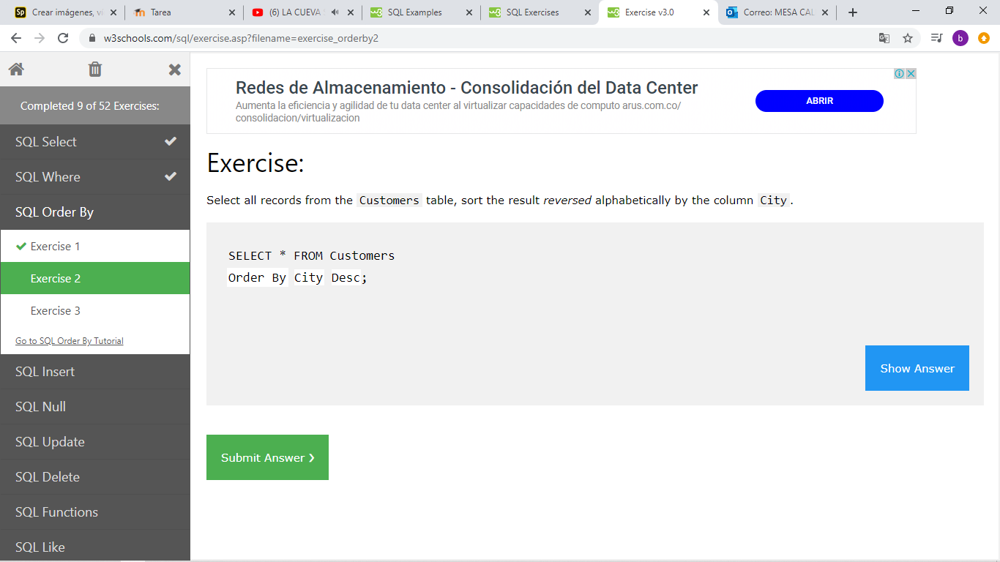 Crear imágenes, ví
Tarea
(6) LA CUEVA
SQL Examples
SQL Exercises
Exercise v3.0
Correo: MESA CAL
w3schools.com/sql/exercise.asp?filename=exercise_orderby2
b
Completed 9 of 52 Exercises:
SQL Select
SQL Where
SQL Order By
Exercise 1
Exercise 2
Exercise 3
Go to SQL Order By Tutorial
SQL Insert
SQL Null
SQL Update
SQL Delete
SQL Functions
SQL Like
Redes de Almacenamiento - Consolidación del Data Center
Aumenta la eficiencia y agilidad de tu data center al virtualizar capacidades de computo arus.com.co/
consolidacion/virtualizacion
ABRIR
Exercise:
Select all records from the Customers table, sort the result reversed alphabetically by the column City.
SELECT * FROM Customers
Order By City Desc;
Show Answer
Submit Answer ❯